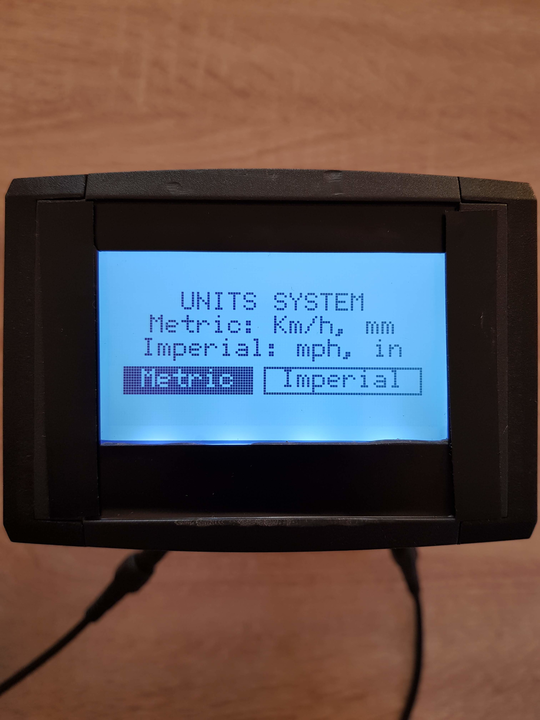 UNITS SYSTEM
Metric: Km/h, mm
Imperial: mph, in
Metric Imperial